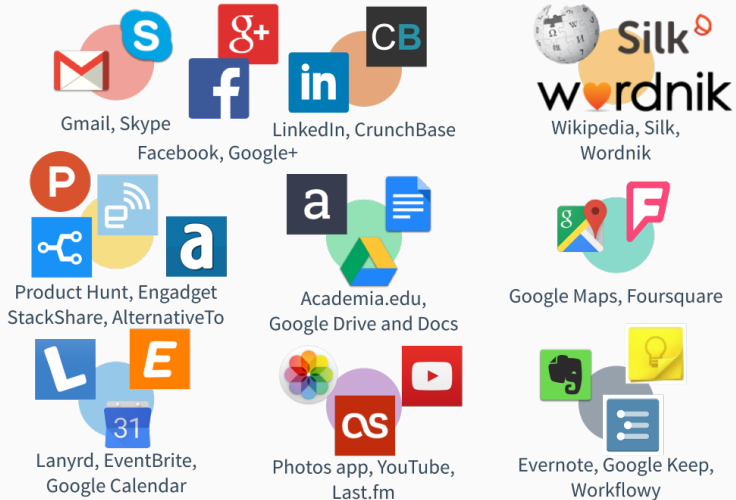 S
g+
CB
f
in
Silk
wordnik
Gmail, Skype
Facebook, Google+
LinkedIn, CrunchBase
Wikipedia, Silk,
Wordnik
P
e
a
Product Hunt, Engadget
StackShare, AlternativeTo
a
Academia.edu,
Google Drive and Docs
g
Google Maps, Foursquare
L
E
31
Lanyrd, EventBrite,
Google Calendar
Photos app, YouTube,
Last.fm
Evernote, Google Keep,
Workflowy